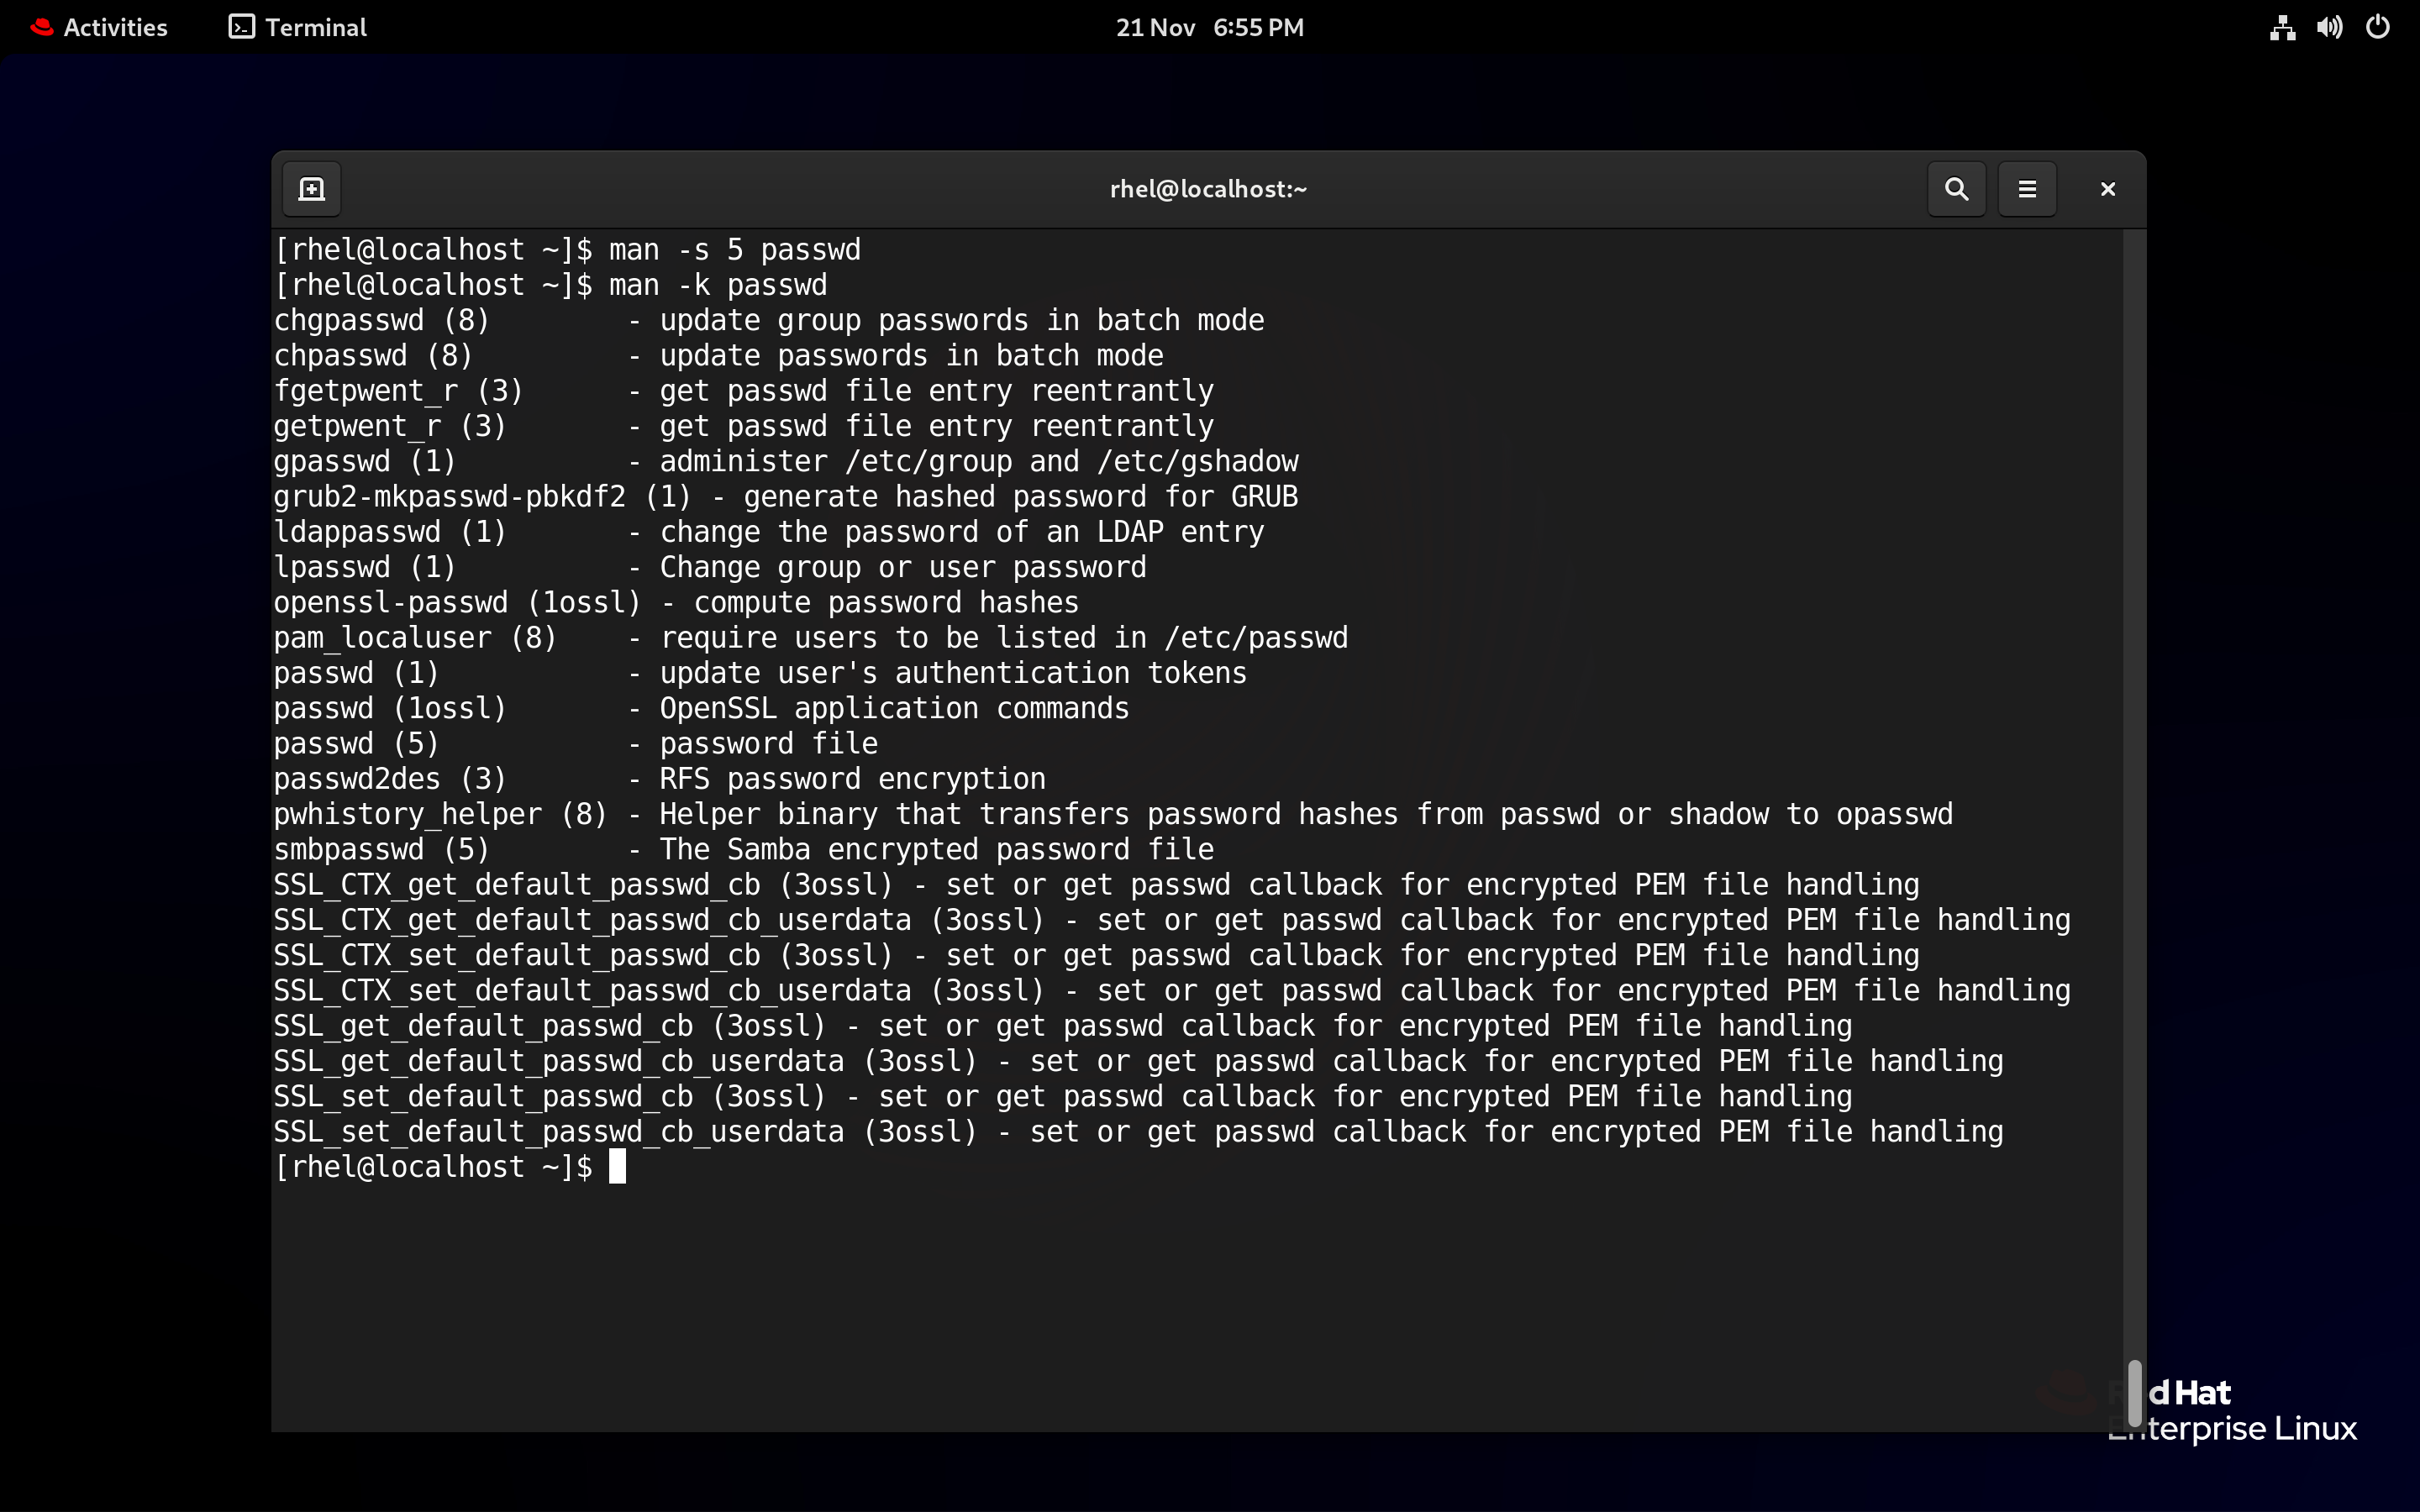 Activities Terminal 21 Nov 6:55 PM
rhel@localhost:~
[rhel@localhost ~]$ man -s 5 passwd
[rhel@localhost ~]$ man -k passwd
chgpasswd (8)        - update group passwords in batch mode
chpasswd (8)         - update passwords in batch mode
fgetpwent_r (3)      - get passwd file entry reentrantly
getpwent_r (3)       - get passwd file entry reentrantly
gpasswd (1)          - administer /etc/group and /etc/gshadow
grub2-mkpasswd-pbkdf2 (1) - generate hashed password for GRUB
ldappasswd (1)       - change the password of an LDAP entry
lpasswd (1)          - Change group or user password
openssl-passwd (1ossl) - compute password hashes
pam_localuser (8)    - require users to be listed in /etc/passwd
passwd (1)           - update user's authentication tokens
passwd (1ossl)       - OpenSSL application commands
passwd (5)           - password file
passwd2des (3)       - RFS password encryption
pwhistory_helper (8) - Helper binary that transfers password hashes from passwd or shadow to opasswd
smbpasswd (5)        - The Samba encrypted password file
SSL_CTX_get_default_passwd_cb (3ossl) - set or get passwd callback for encrypted PEM file handling
SSL_CTX_get_default_passwd_cb_userdata (3ossl) - set or get passwd callback for encrypted PEM file handling
SSL_CTX_set_default_passwd_cb (3ossl) - set or get passwd callback for encrypted PEM file handling
SSL_CTX_set_default_passwd_cb_userdata (3ossl) - set or get passwd callback for encrypted PEM file handling
SSL_get_default_passwd_cb (3ossl) - set or get passwd callback for encrypted PEM file handling
SSL_get_default_passwd_cb_userdata (3ossl) - set or get passwd callback for encrypted PEM file handling
SSL_set_default_passwd_cb (3ossl) - set or get passwd callback for encrypted PEM file handling
SSL_set_default_passwd_cb_userdata (3ossl) - set or get passwd callback for encrypted PEM file handling
[rhel@localhost ~]$
Red Hat
Enterprise Linux